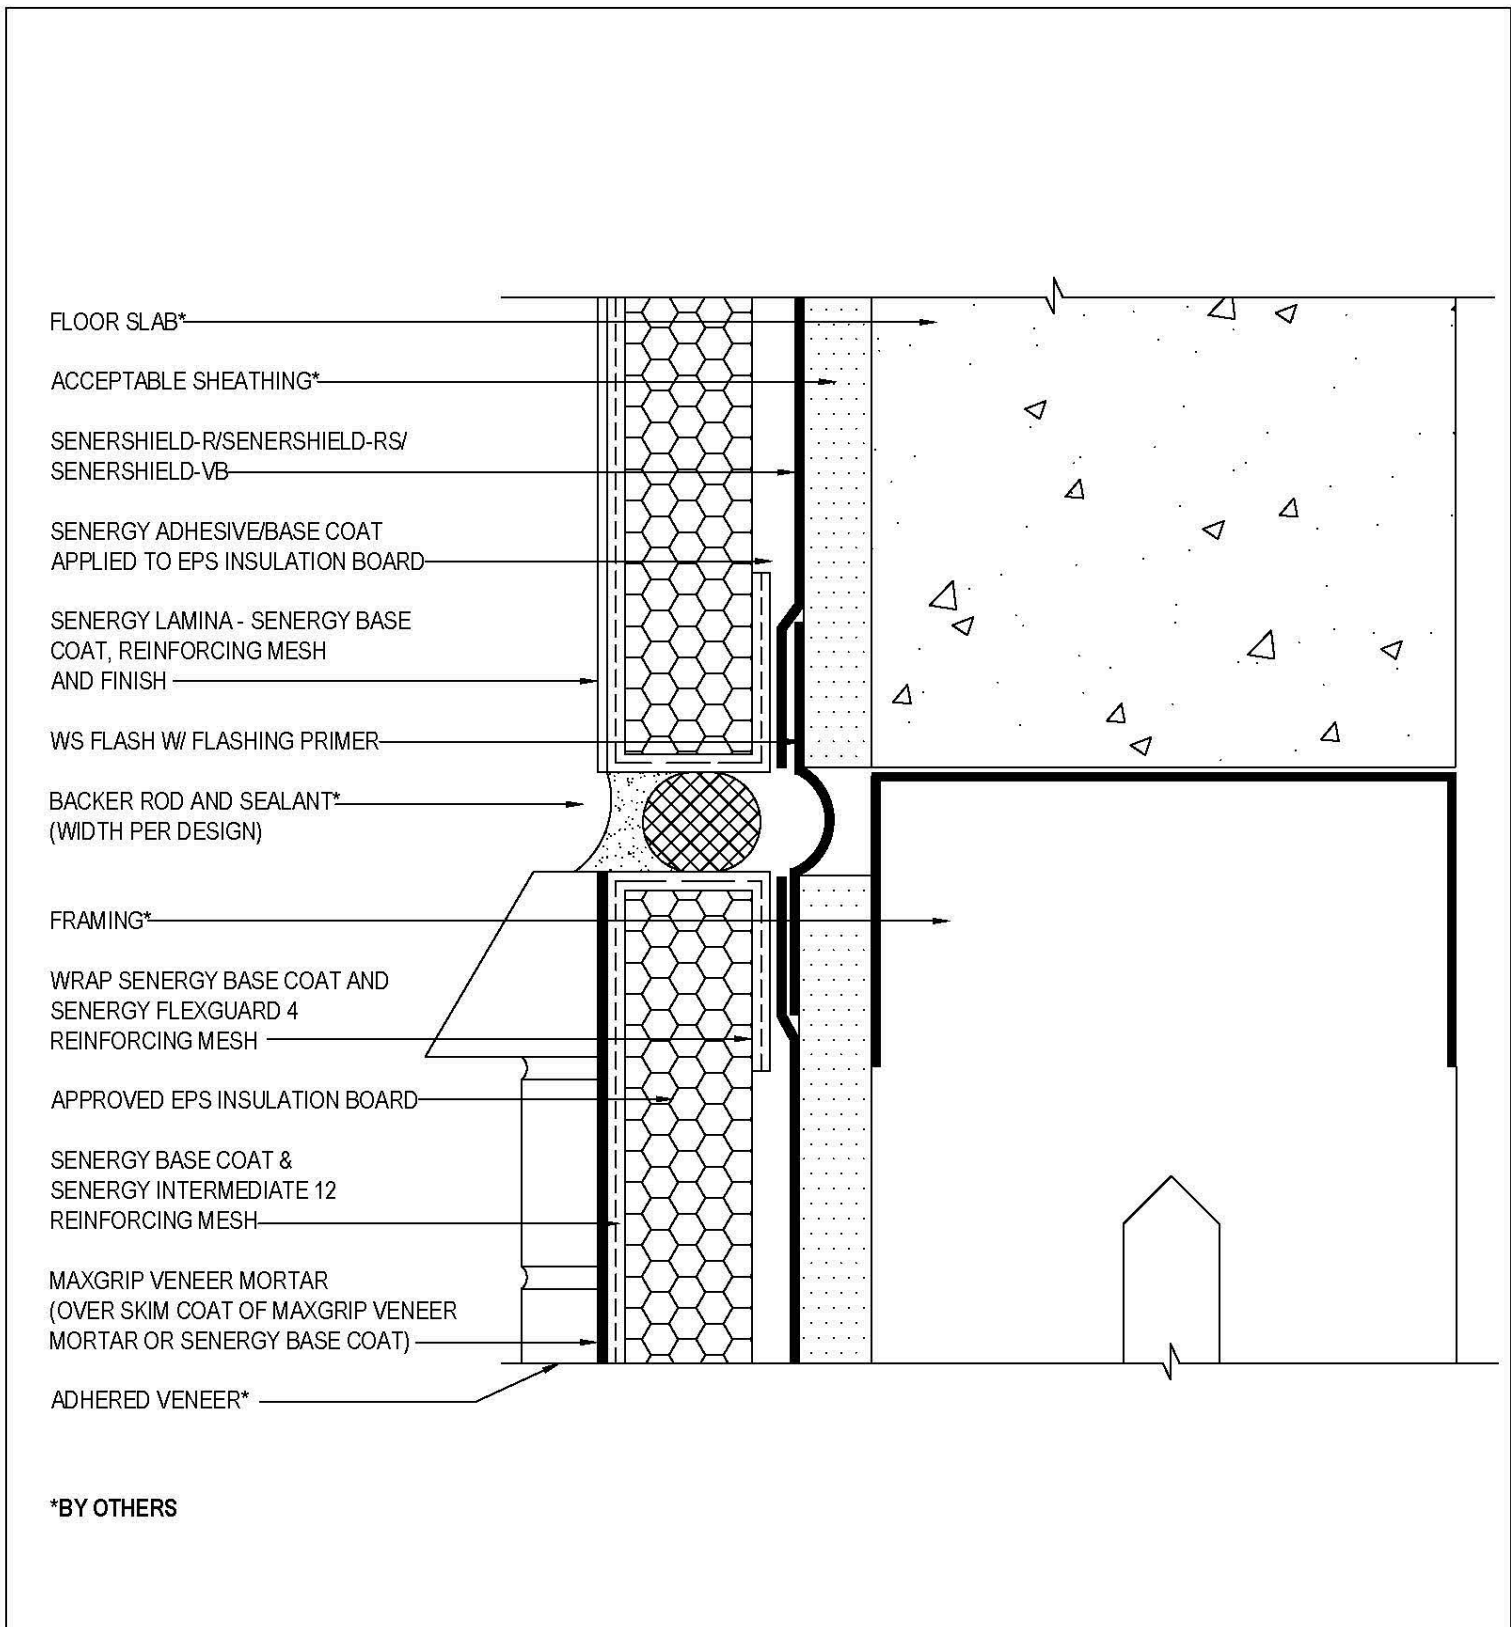 FLOOR SLAB*
ACCEPTABLE SHEATHING*
SENERSHIELD-R/SENERSHIELD-RS/
SENERSHIELD-VB
SENERGY ADHESIVE/BASE COAT
APPLIED TO EPS INSULATION BOARD
SENERGY LAMINA - SENERGY BASE
COAT, REINFORCING MESH
AND FINISH
WS FLASH W/ FLASHING PRIMER
BACKER ROD AND SEALANT*
(WIDTH PER DESIGN)
FRAMING*
WRAP SENERGY BASE COAT AND
SENERGY FLEXGUARD 4
REINFORCING MESH
APPROVED EPS INSULATION BOARD
SENERGY BASE COAT &
SENERGY INTERMEDIATE 12
REINFORCING MESH
MAXGRIP VENEER MORTAR
(OVER SKIM COAT OF MAXGRIP VENEER
MORTAR OR SENERGY BASE COAT)
ADHERED VENEER*
*BY OTHERS